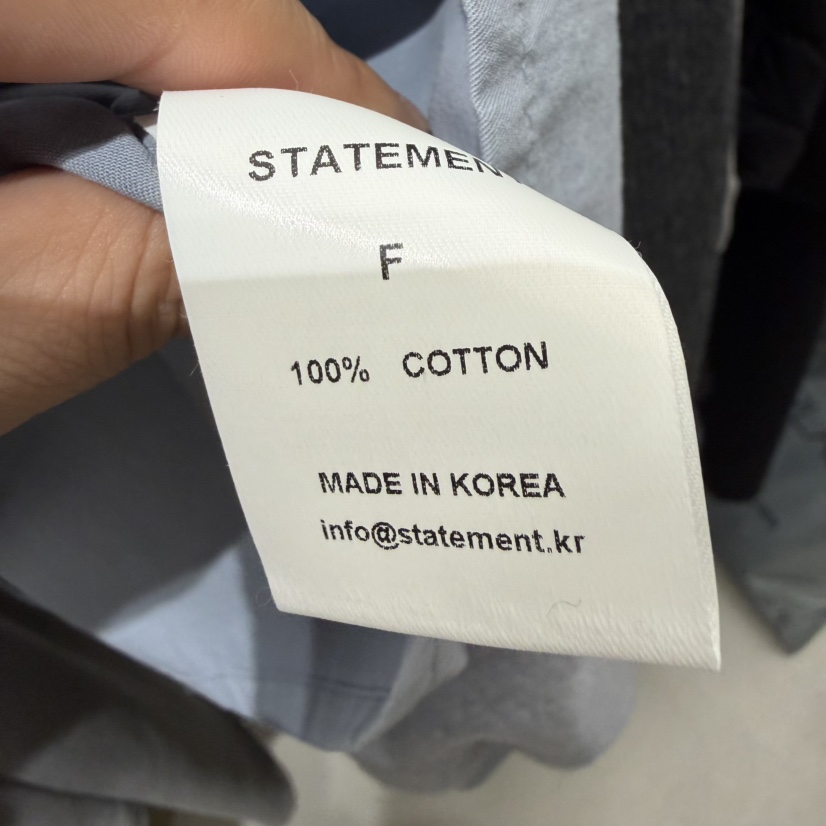 STATEMEN
F
100% COTTON
MADE IN KOREA
info@statement.kr